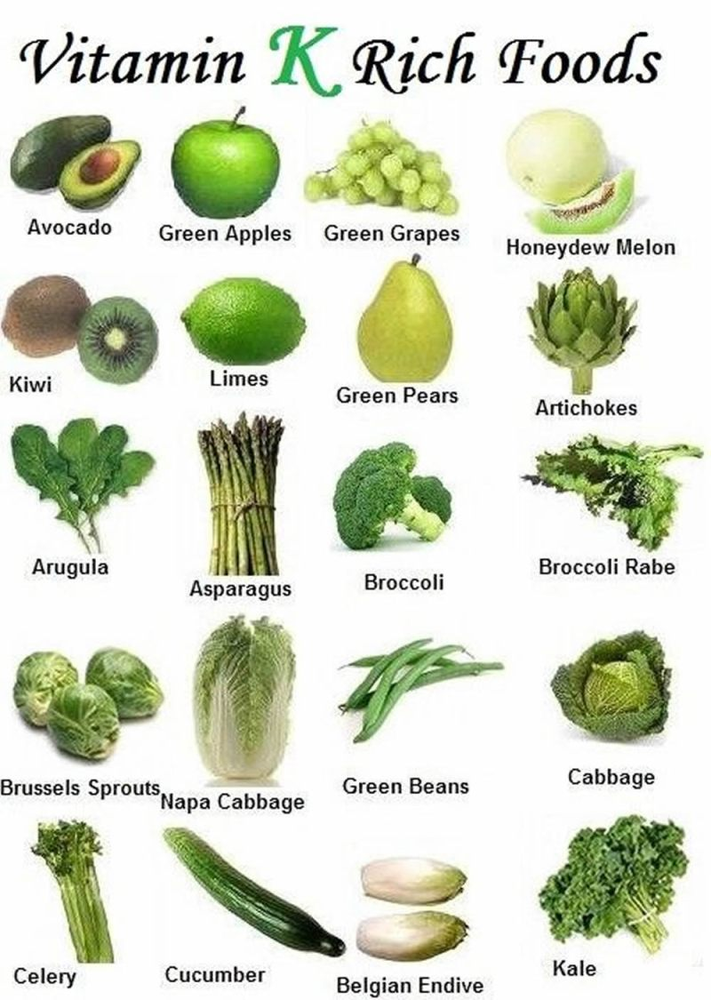 Vitamin K Rich Foods
Avocado
Green Apples
Green Grapes
Honeydew Melon
Kiwi
Limes
Green Pears
Artichokes
Arugula
Asparagus
Broccoli
Broccoli Rabe
Brussels Sprouts
Napa Cabbage
Green Beans
Cabbage
Celery
Cucumber
Belgian Endive
Kale